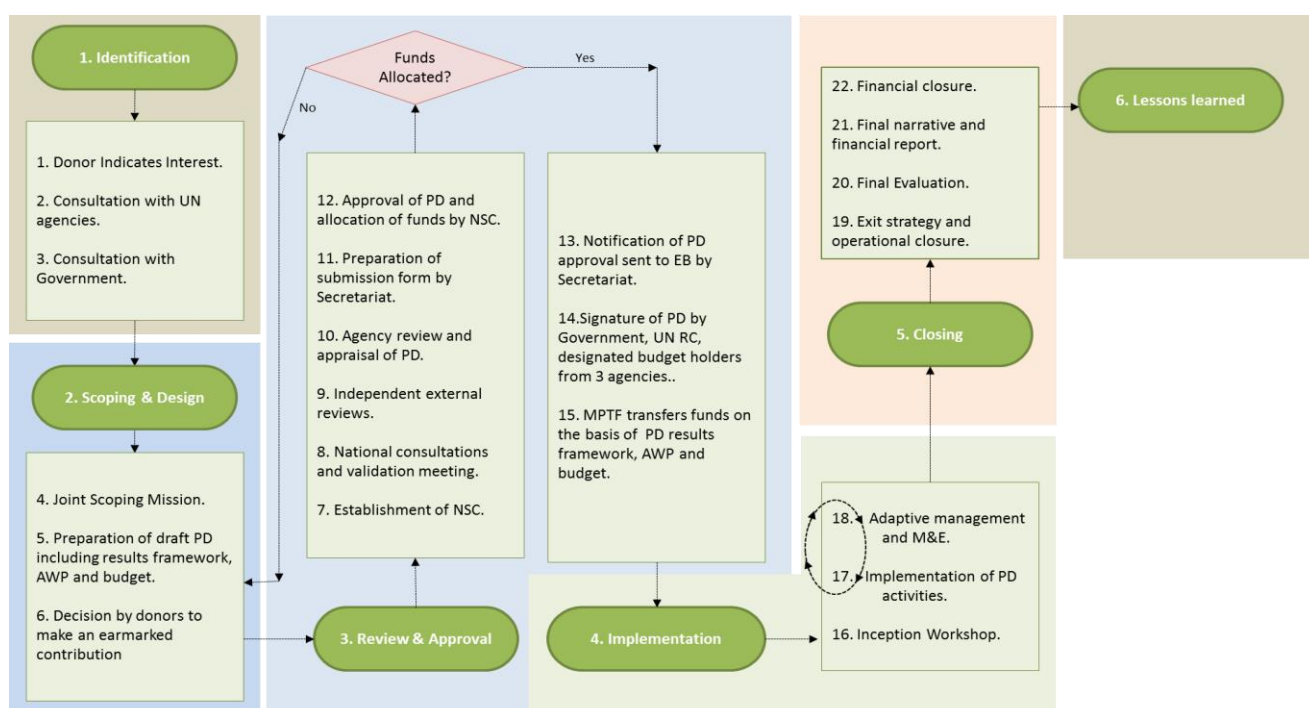 1. Identification
1. Donor Indicates Interest.
2. Consultation with UN
agencies.
3. Consultation with
Government.
2. Scoping & Design
4. Joint Scoping Mission.
5. Preparation of draft PD
including results framework,
AWP and budget.
6. Decision by donors to
make an earmarked
contribution
Funds
Allocated?
No
Yes
12. Approval of PD and
allocation of funds by NSC.
11. Preparation of
submission form by
Secretariat.
10. Agency review and
appraisal of PD.
9. Independent external
reviews.
8. National consultations
and validation meeting.
7. Establishment of NSC.
3. Review & Approval
13. Notification of PD
approval sent to EB by
Secretariat.
14.Signature of PD by
Government, UN RC,
designated budget holders
from 3 agencies..
15. MPTF transfers funds on
the basis of PD results
framework, AWP and
budget.
4. Implementation
22. Financial closure.
21. Final narrative and
financial report.
20. Final Evaluation.
19. Exit strategy and
operational closure.
5. Closing
18. Adaptive management
and M&E.
17. Implementation of PD
activities.
16. Inception Workshop.
6. Lessons learned